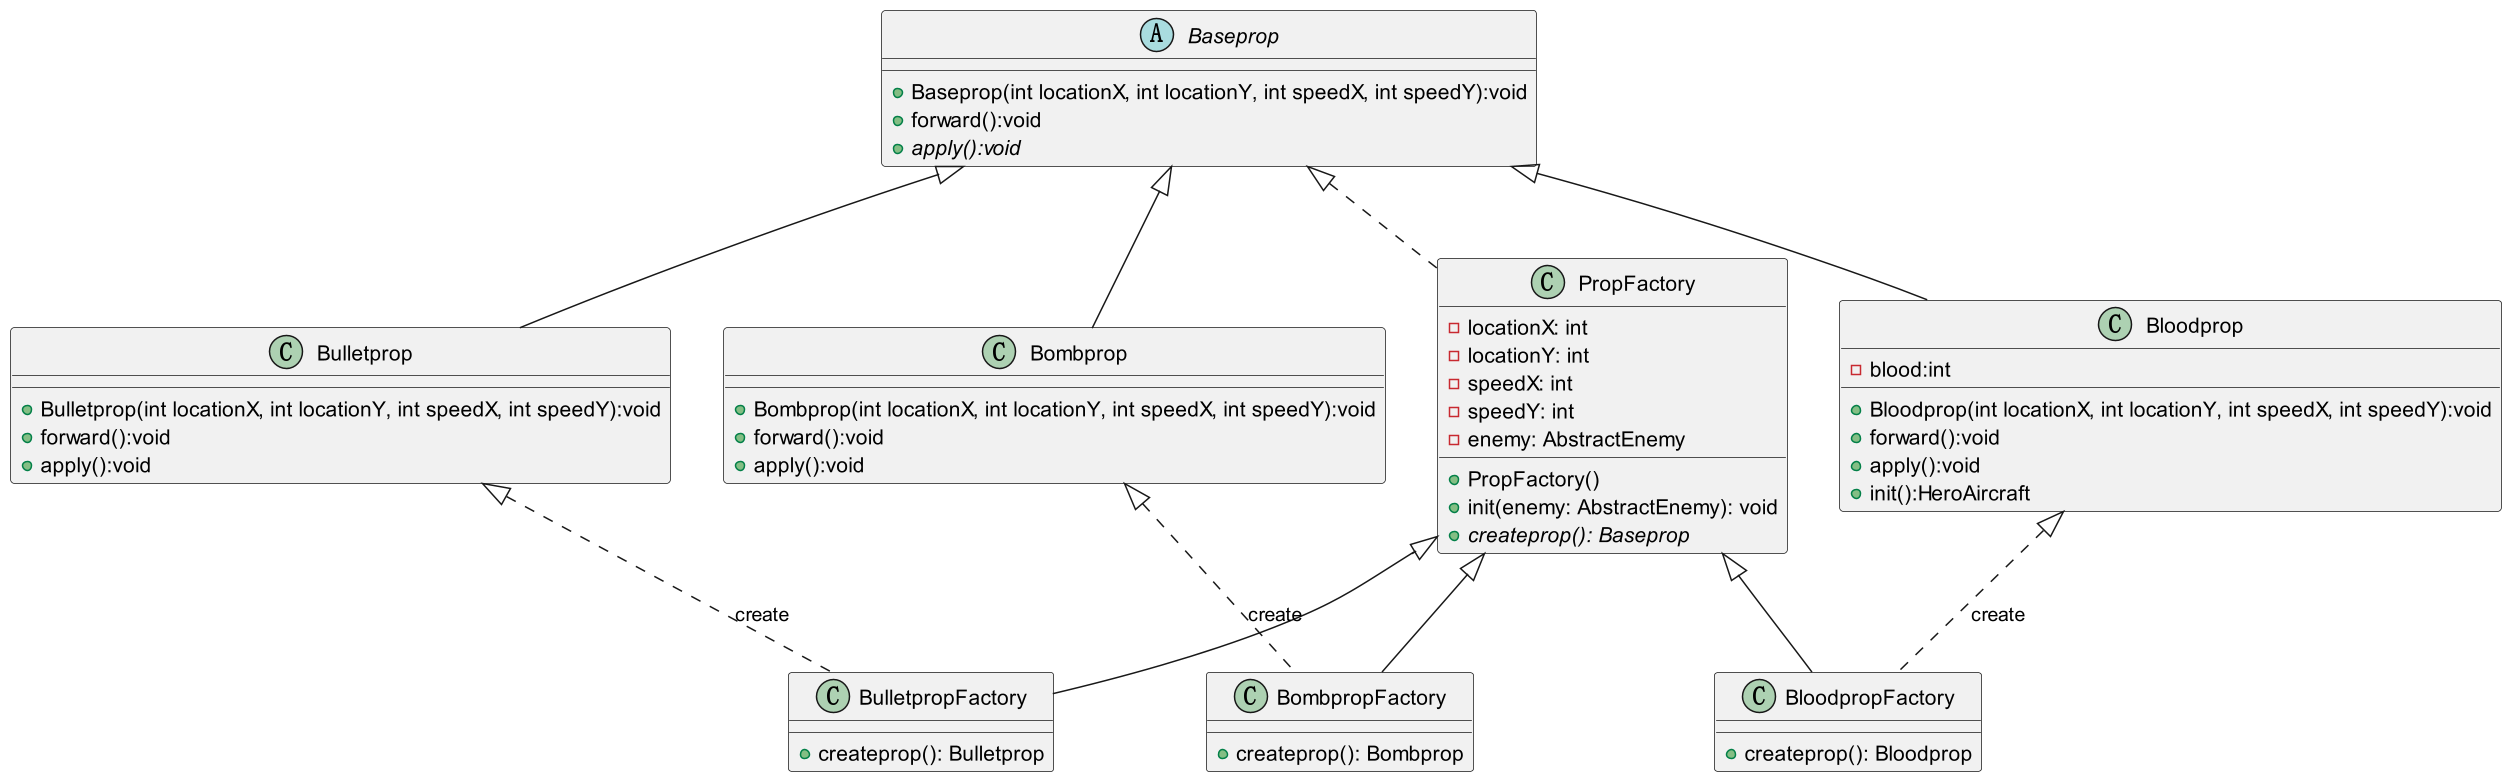 A Baseprop
Baseprop(int locationX, int locationY, int speedX, int speedY):void
forward():void
apply():void
C Bulletprop
Bulletprop(int locationX, int locationY, int speedX, int speedY):void
forward():void
apply():void
C Bombprop
Bombprop(int locationX, int locationY, int speedX, int speedY):void
forward():void
apply():void
C PropFactory
locationX: int
locationY: int
speedX: int
speedY: int
enemy: AbstractEnemy
PropFactory()
init(enemy: AbstractEnemy): void
createprop(): Baseprop
C Bloodprop
blood:int
Bloodprop(int locationX, int locationY, int speedX, int speedY):void
forward():void
apply():void
init():HeroAircraft
create
create
create
C BulletpropFactory
createprop(): Bulletprop
C BombpropFactory
createprop(): Bombprop
C BloodpropFactory
createprop(): Bloodprop